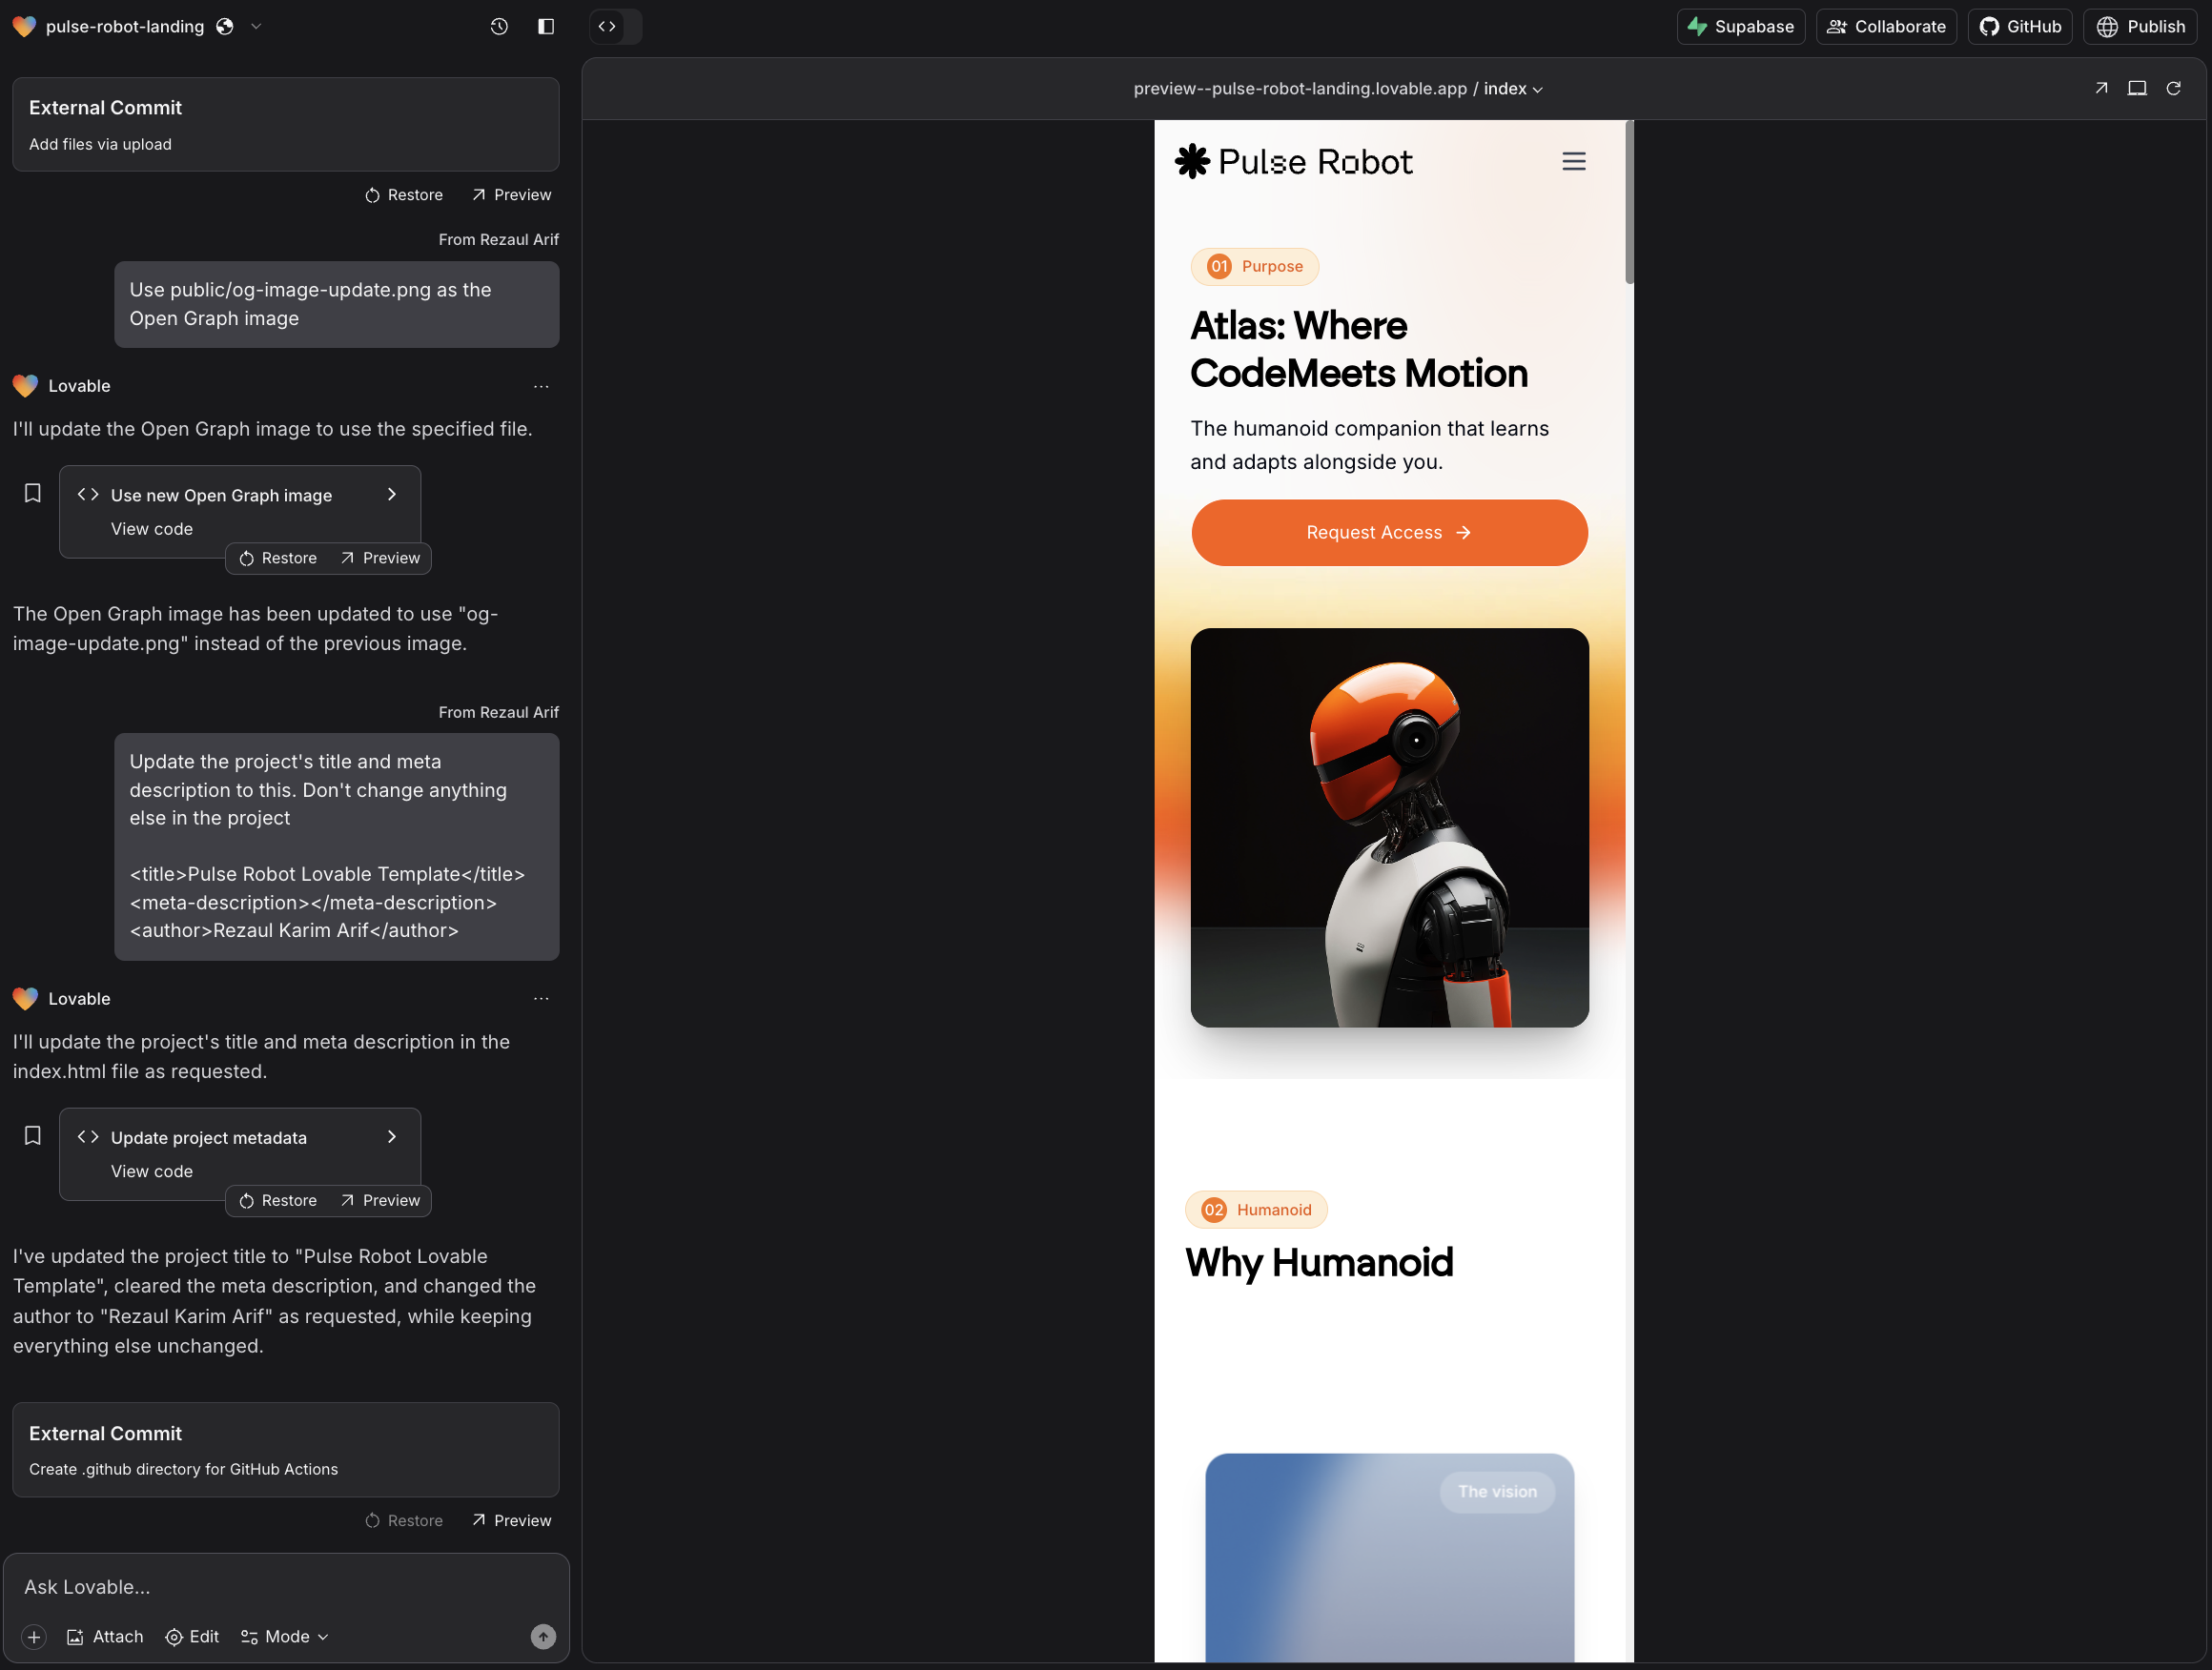 pulse-robot-landing
External Commit
Add files via upload
Restore Preview
From Rezaul Arif
Use public/og-image-update.png as the
Open Graph image
Lovable
I'll update the Open Graph image to use the specified file.
Use new Open Graph image
View code
Restore Preview
The Open Graph image has been updated to use "og-
image-update.png" instead of the previous image.
From Rezaul Arif
Update the project's title and meta
description to this. Don't change anything
else in the project
<title>Pulse Robot Lovable Template</title>
<meta-description></meta-description>
<author>Rezaul Karim Arif</author>
Lovable
I'll update the project's title and meta description in the
index.html file as requested.
Update project metadata
View code
Restore Preview
I've updated the project title to "Pulse Robot Lovable
Template", cleared the meta description, and changed the
author to "Rezaul Karim Arif" as requested, while keeping
everything else unchanged.
External Commit
Create .github directory for GitHub Actions
Restore Preview
Ask Lovable...
Attach Edit Mode
Supabase Collaborate GitHub Publish
preview--pulse-robot-landing.lovable.app / index
Pulse Robot
01 Purpose
Atlas: Where
CodeMeets Motion
The humanoid companion that learns
and adapts alongside you.
Request Access
02 Humanoid
Why Humanoid
The vision